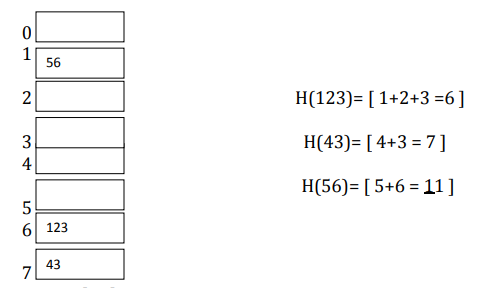 0
1 56
2
H(123)= [ 1+2+3 =6 ]
3
H(43)= [ 4+3 = 7 ]
4
H(56)= [ 5+6 = 11 ]
5
6 123
7 43